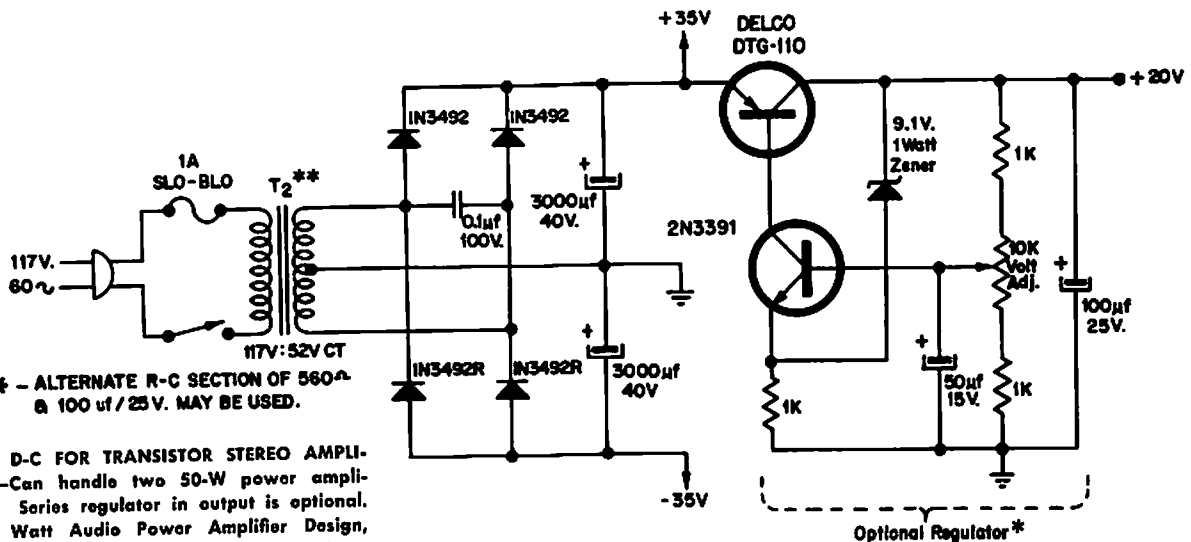 +35V
DELCO
DTG-110
+20V
1N3492
1N3492
9.1V.
1Watt
Zener
1K
1A
SLO-BLO
T2**
0.1µf
100V.
3000µf
40V.
2N3391
10K
Volt
Adj.
117V.
60~
100µf
25V.
117V:52V CT
1N3492R
1N3492R
3000µf
40V
1K
50µf
15V.
1K
* - ALTERNATE R-C SECTION OF 560Ω
& 100 uf/25V. MAY BE USED.
D-C FOR TRANSISTOR STEREO AMPLI-
-Can handle two 50-W power ampli-
Series regulator in output is optional.
Watt Audio Power Amplifier Design,
-35V
Optional Regulator*